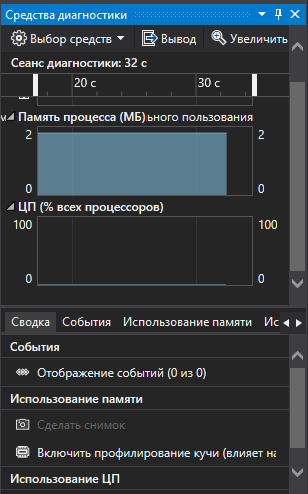 Средства диагностики
Выбор средств
Вывод
Увеличить
Сеанс диагностики: 32 с
20 с
30 с
Память процесса (МБ)
ьного пользования
2
2
0
0
ЦП (% всех процессоров)
100
100
0
0
Сводка
События
Использование памяти
Ис
События
Отображение событий (0 из 0)
Использование памяти
Сделать снимок
Включить профилирование кучи (влияет на
Использование ЦП